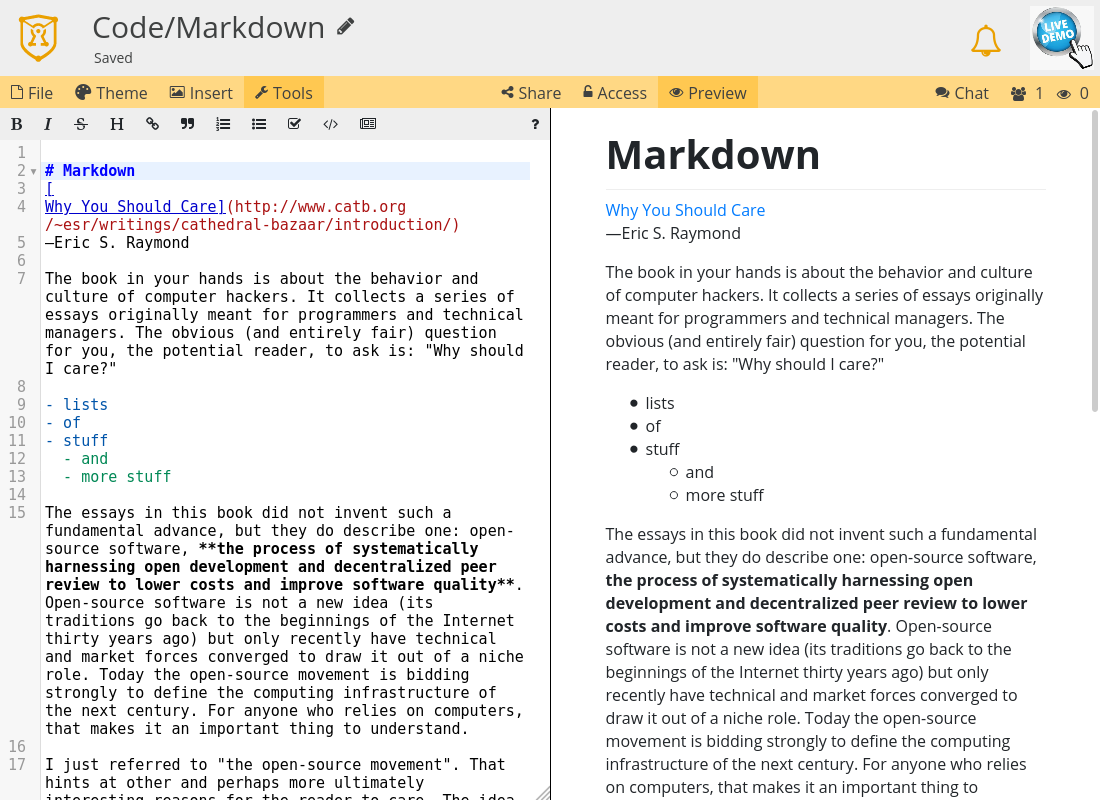 Code/Markdown
Saved
LIVE
DEMO
File Theme Insert Tools Share Access Preview Chat 1 0
B I S H ?
1
2 # Markdown
3 [
4 Why You Should Care](http://www.catb.org
/~esr/writings/cathedral-bazaar/introduction/)
5 —Eric S. Raymond
6
7 The book in your hands is about the behavior and
culture of computer hackers. It collects a series of
essays originally meant for programmers and technical
managers. The obvious (and entirely fair) question
for you, the potential reader, to ask is: "Why should
I care?"
8
9 - lists
10 - of
11 - stuff
12 - and
13 - more stuff
14
15 The essays in this book did not invent such a
fundamental advance, but they do describe one: open-
source software, **the process of systematically
harnessing open development and decentralized peer
review to lower costs and improve software quality**.
Open-source software is not a new idea (its
traditions go back to the beginnings of the Internet
thirty years ago) but only recently have technical
and market forces converged to draw it out of a niche
role. Today the open-source movement is bidding
strongly to define the computing infrastructure of
the next century. For anyone who relies on computers,
that makes it an important thing to understand.
16
17 I just referred to "the open-source movement". That
hints at other and perhaps more ultimately
interesting reasons for the reader to care. The idea
Markdown
Why You Should Care
—Eric S. Raymond
The book in your hands is about the behavior and culture
of computer hackers. It collects a series of essays originally
meant for programmers and technical managers. The
obvious (and entirely fair) question for you, the potential
reader, to ask is: "Why should I care?"
lists
of
stuff
and
more stuff
The essays in this book did not invent such a fundamental
advance, but they do describe one: open-source software,
the process of systematically harnessing open
development and decentralized peer review to lower
costs and improve software quality. Open-source
software is not a new idea (its traditions go back to the
beginnings of the Internet thirty years ago) but only
recently have technical and market forces converged to
draw it out of a niche role. Today the open-source
movement is bidding strongly to define the computing
infrastructure of the next century. For anyone who relies
on computers, that makes it an important thing to